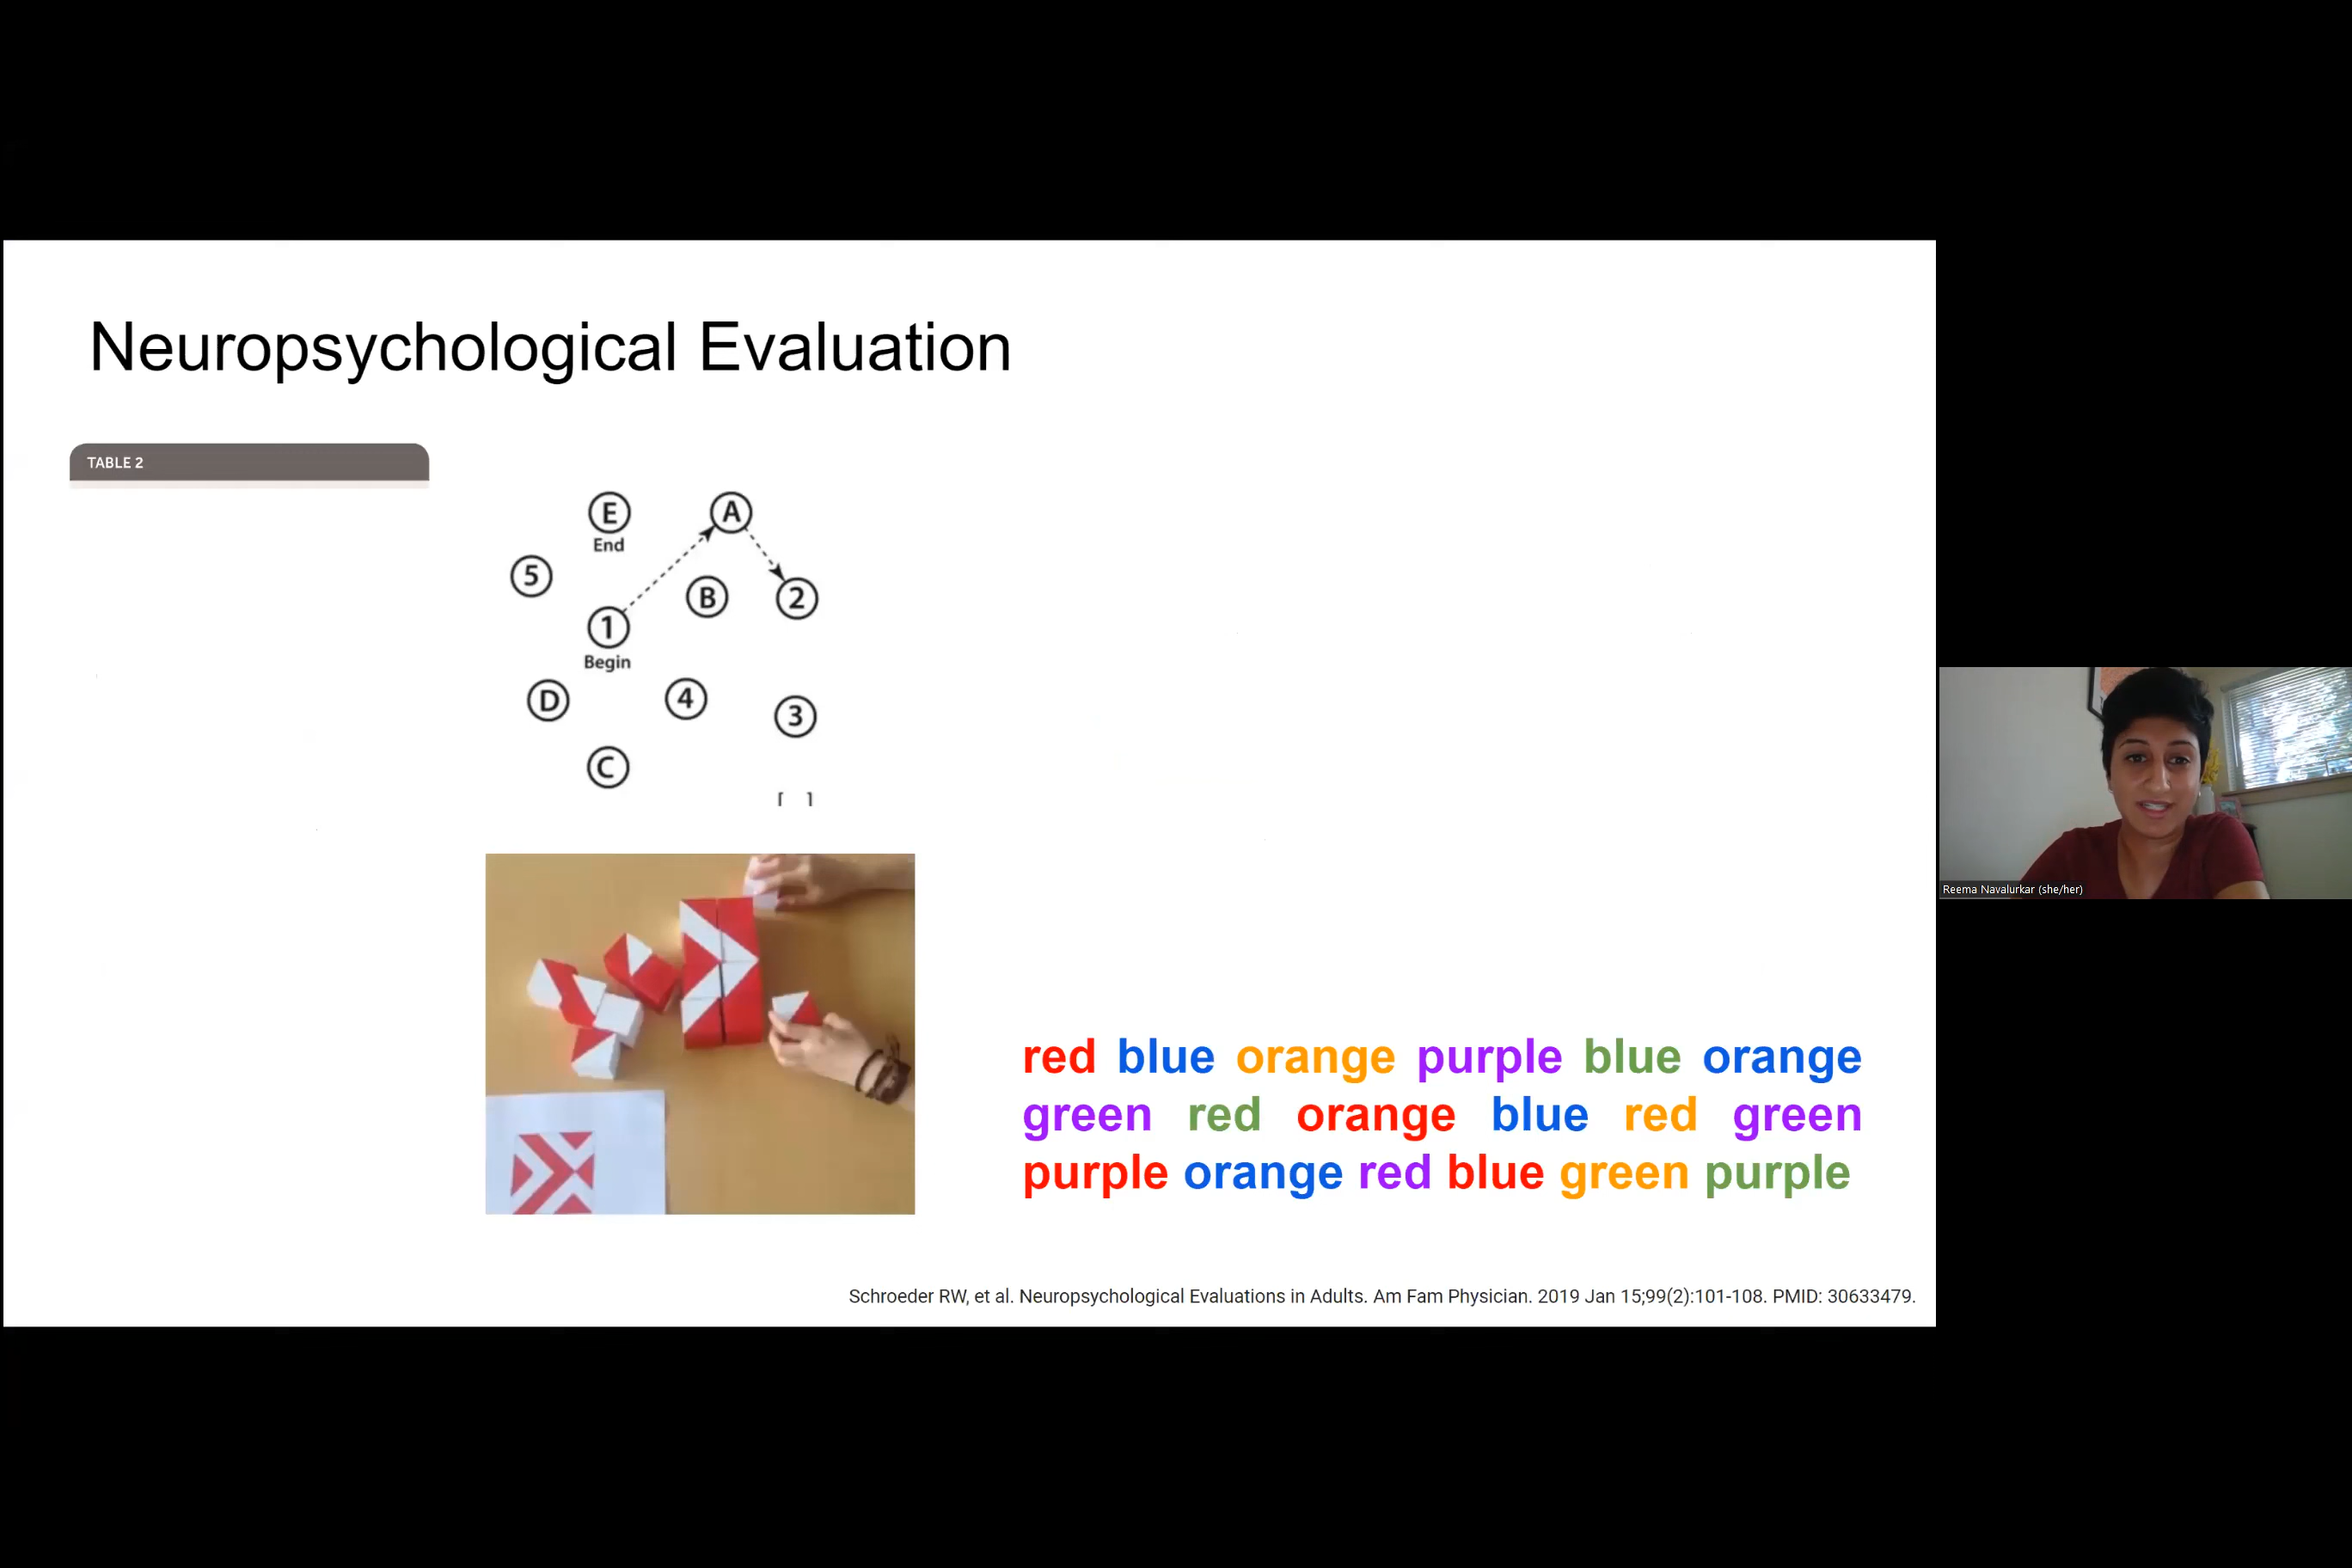 Neuropsychological Evaluation
TABLE 2
E
A
End
5
B
2
1
Begin
D
4
3
C
[ ]
red blue orange purple blue orange
green red orange blue red green
purple orange red blue green purple
Schroeder RW, et al. Neuropsychological Evaluations in Adults. Am Fam Physician. 2019 Jan 15;99(2):101-108. PMID: 30633479.
Reema Navalurkar (she/her)